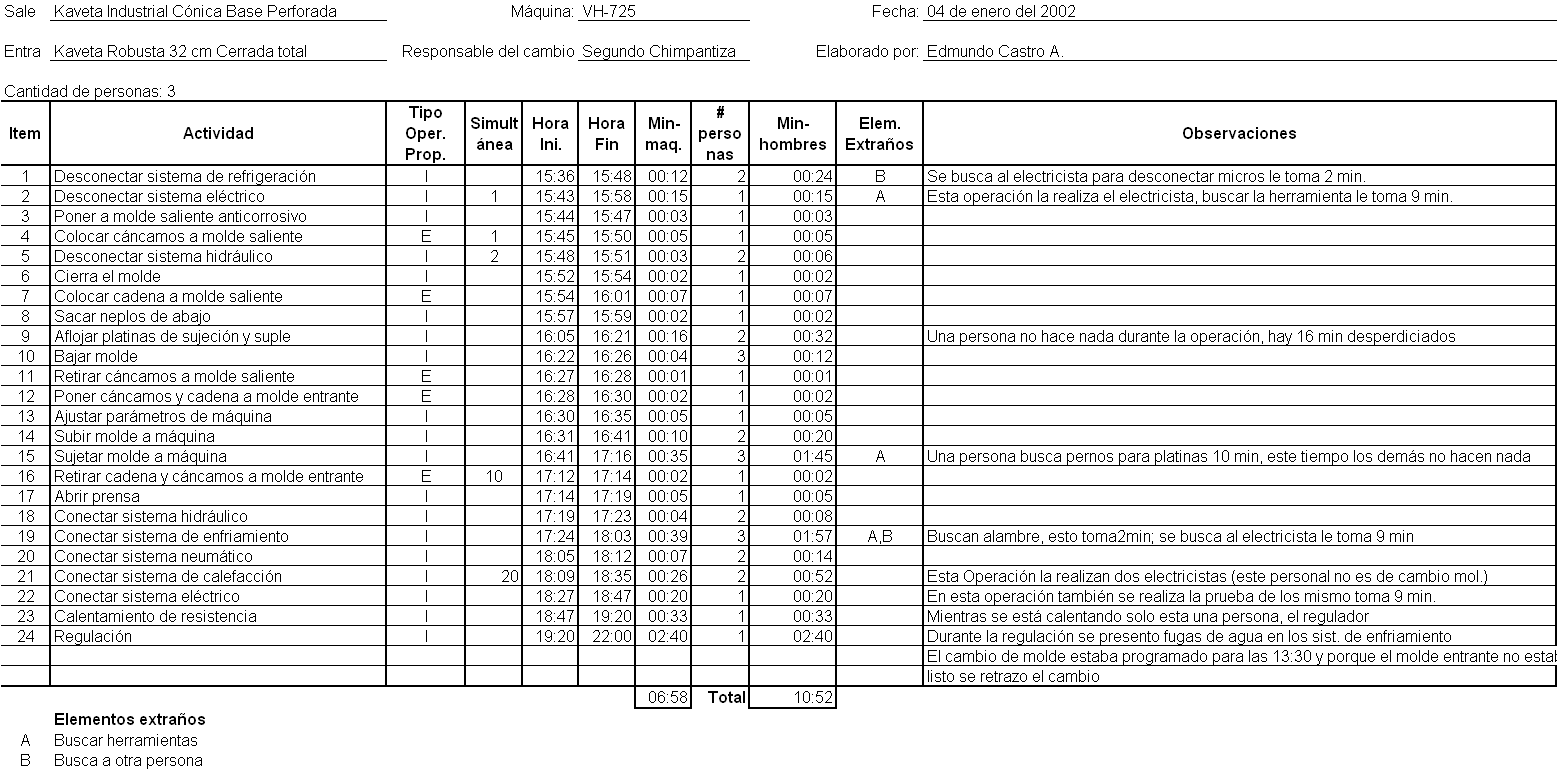 Sale Kaveta Industrial Cónica Base Perforada Máquina: VH-725 Fecha: 04 de enero del 2002
Entra Kaveta Robusta 32 cm Cerrada total Responsable del cambio Segundo Chimpantiza Elaborado por: Edmundo Castro A.
Cantidad de personas: 3
Item Actividad Tipo Oper. Prop. Simult ánea Hora Ini. Hora Fin Min-maq. # perso nas Min-hombres Elem. Extraños Observaciones
1 Desconectar sistema de refrigeración I 15:36 15:48 00:12 2 00:24 B Se busca al electricista para desconectar micros le toma 2 min.
2 Desconectar sistema eléctrico I 1 15:43 15:58 00:15 1 00:15 A Esta operación la realiza el electricista, buscar la herramienta le toma 9 min.
3 Poner a molde saliente anticorrosivo I 15:44 15:47 00:03 1 00:03
4 Colocar cáncamos a molde saliente E 1 15:45 15:50 00:05 1 00:05
5 Desconectar sistema hidráulico I 2 15:48 15:51 00:03 2 00:06
6 Cierra el molde I 15:52 15:54 00:02 1 00:02
7 Colocar cadena a molde saliente E 15:54 16:01 00:07 1 00:07
8 Sacar neplos de abajo I 15:57 15:59 00:02 1 00:02
9 Aflojar platinas de sujeción y suple I 16:05 16:21 00:16 2 00:32 Una persona no hace nada durante la operación, hay 16 min desperdiciados
10 Bajar molde I 16:22 16:26 00:04 3 00:12
11 Retirar cáncamos a molde saliente E 16:27 16:28 00:01 1 00:01
12 Poner cáncamos y cadena a molde entrante E 16:28 16:30 00:02 1 00:02
13 Ajustar parámetros de máquina I 16:30 16:35 00:05 1 00:05
14 Subir molde a máquina I 16:31 16:41 00:10 2 00:20
15 Sujetar molde a máquina I 16:41 17:16 00:35 3 01:45 A Una persona busca pernos para platinas 10 min, este tiempo los demás no hacen nada
16 Retirar cadena y cáncamos a molde entrante E 10 17:12 17:14 00:02 1 00:02
17 Abrir prensa I 17:14 17:19 00:05 1 00:05
18 Conectar sistema hidráulico I 17:19 17:23 00:04 2 00:08
19 Conectar sistema de enfriamiento I 17:24 18:03 00:39 3 01:57 A,B Buscan alambre, esto toma2min; se busca al electricista le toma 9 min
20 Conectar sistema neumático I 18:05 18:12 00:07 2 00:14
21 Conectar sistema de calefacción I 20 18:09 18:35 00:26 2 00:52 Esta Operación la realizan dos electricistas (este personal no es de cambio mol.)
22 Conectar sistema eléctrico I 18:27 18:47 00:20 1 00:20 En esta operación también se realiza la prueba de los mismo toma 9 min.
23 Calentamiento de resistencia I 18:47 19:20 00:33 1 00:33 Mientras se está calentando solo esta una persona, el regulador
24 Regulación I 19:20 22:00 02:40 1 02:40 Durante la regulación se presento fugas de agua en los sist. de enfriamiento
El cambio de molde estaba programado para las 13:30 y porque el molde entrante no estab
listo se retrazo el cambio
06:58 Total 10:52
Elementos extraños
A Buscar herramientas
B Busca a otra persona